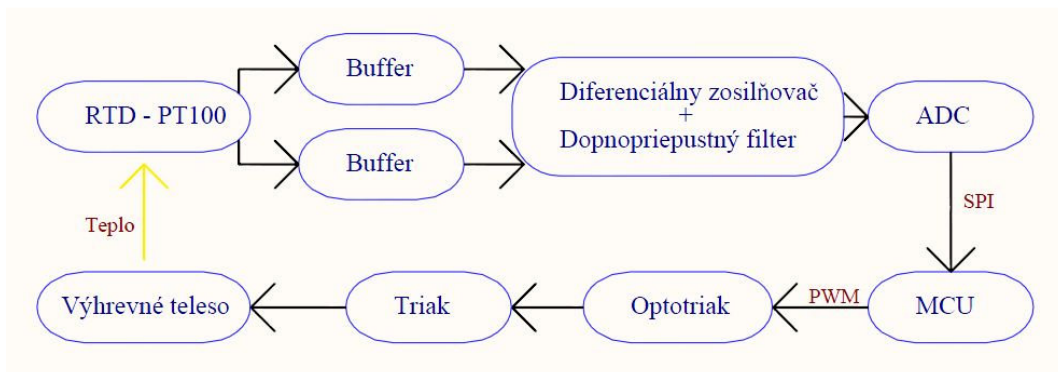 Buffer
RTD - PT100
Diferenciálny zosilňovač
+
Dopnopriepustný filter
ADC
Buffer
SPI
Teplo
Výhrevné teleso
Triak
Optotriak
PWM
MCU